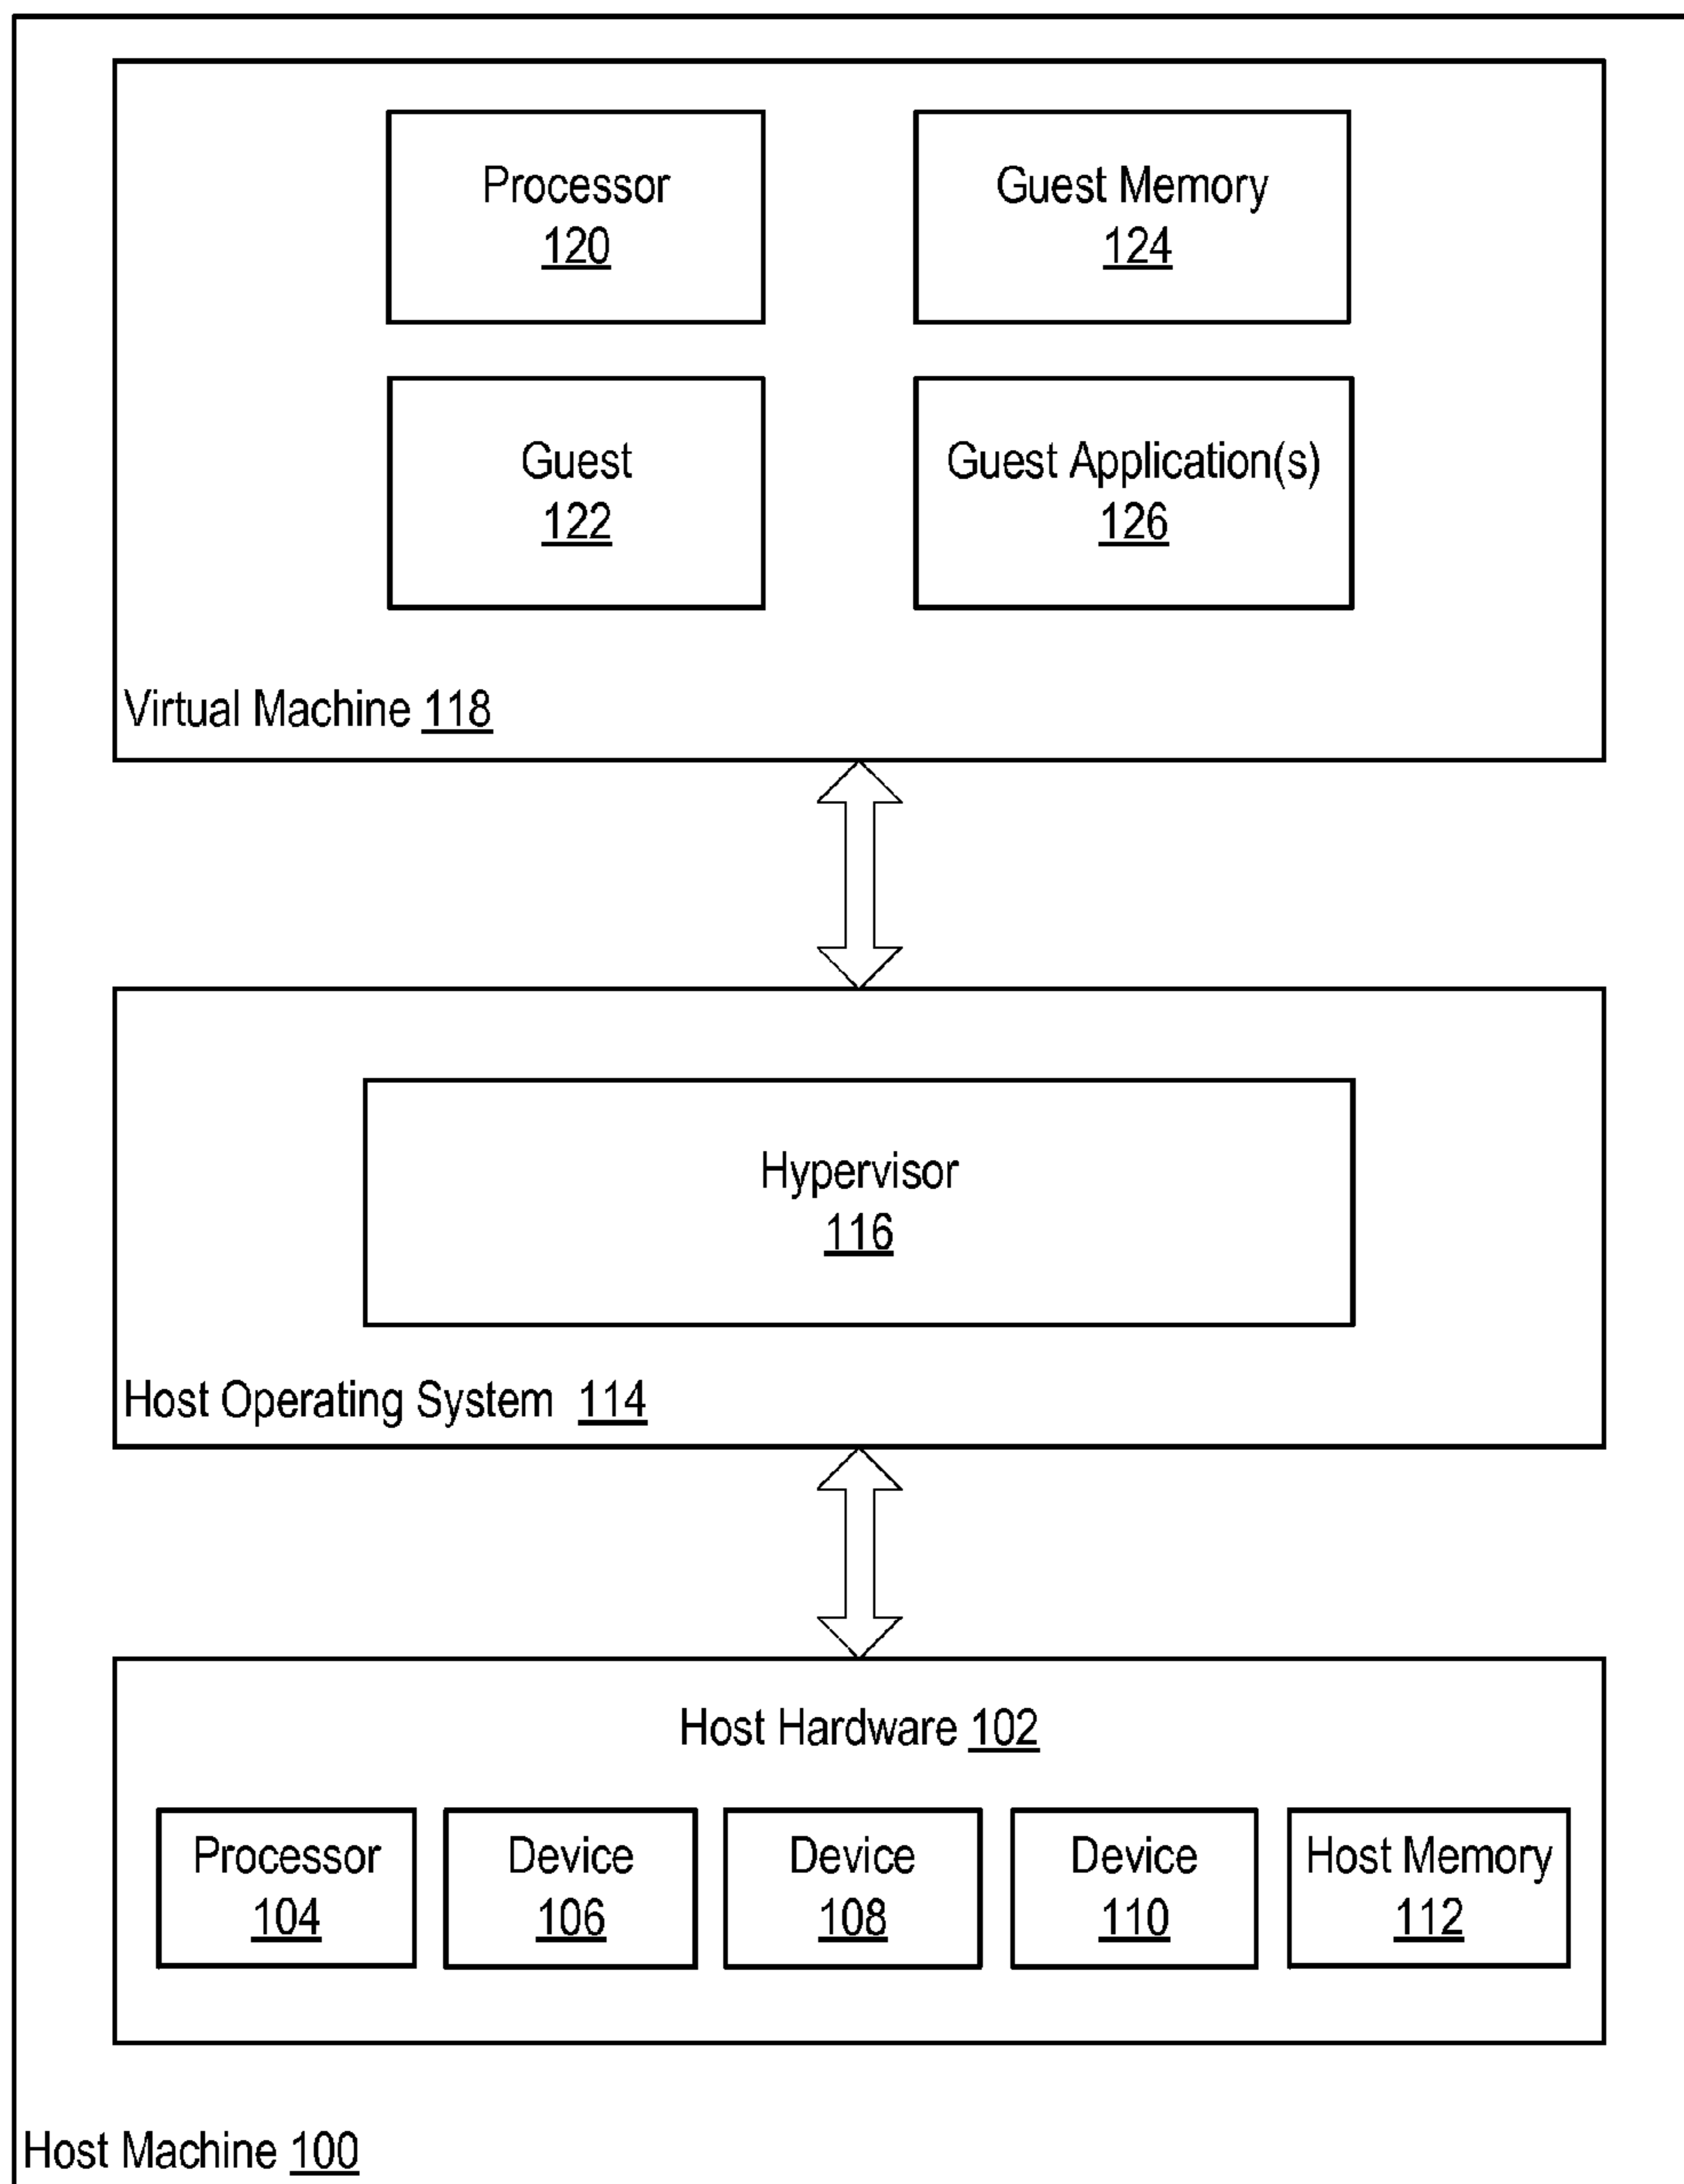 Processor
120
Guest Memory
124
Guest
122
Guest Application(s)
126
Virtual Machine 118
Hypervisor
116
Host Operating System 114
Host Hardware 102
Processor
104
Device
106
Device
108
Device
110
Host Memory
112
Host Machine 100